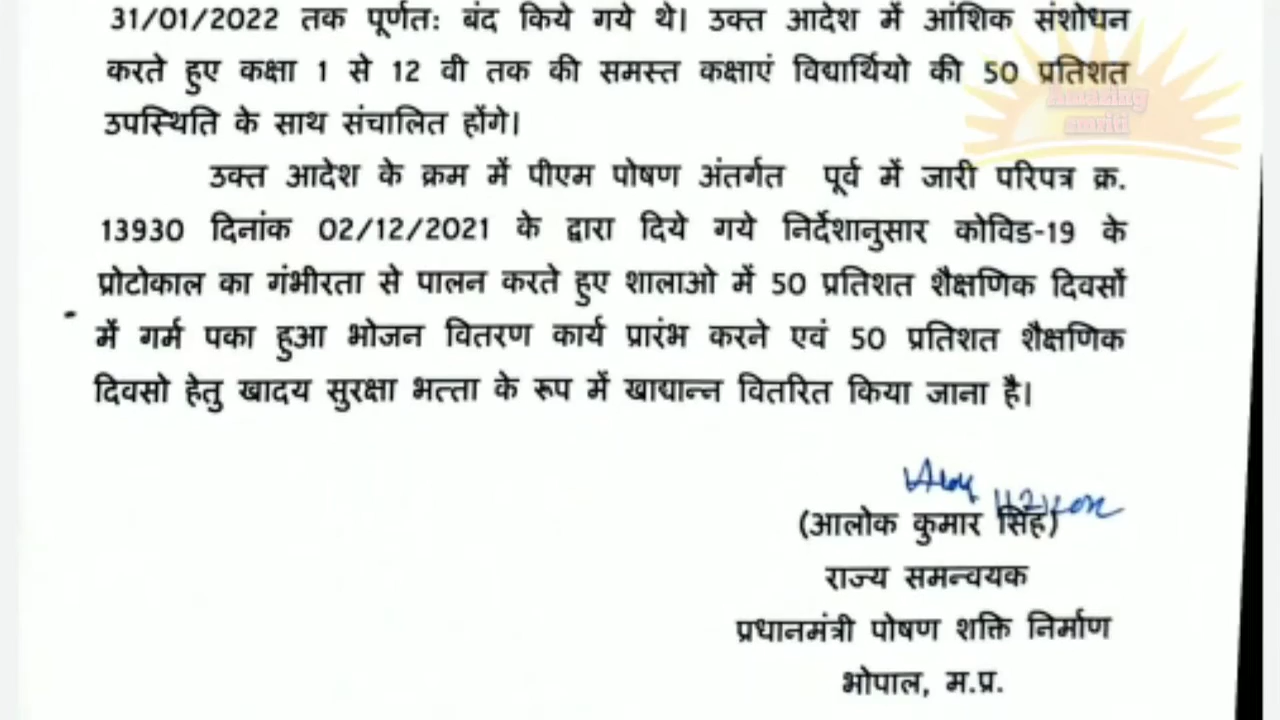 31/01/2022 तक पूर्णतः बंद किये गये थे। उक्त आदेश में आंशिक संशोधन
करते हुए कक्षा 1 से 12 वी तक की समस्त कक्षाएं विद्यार्थियो की 50 प्रतिशत
उपस्थिति के साथ संचालित होंगे।
Amazing
smriti
उक्त आदेश के क्रम में पीएम पोषण अंतर्गत पूर्व में जारी परिपत्र क्र.
13930 दिनांक 02/12/2021 के द्वारा दिये गये निर्देशानुसार कोविड-19 के
प्रोटोकाल का गंभीरता से पालन करते हुए शालाओ में 50 प्रतिशत शैक्षणिक दिवसों
में गर्म पका हुआ भोजन वितरण कार्य प्रारंभ करने एवं 50 प्रतिशत शैक्षणिक
दिवसो हेतु खादय सुरक्षा भत्ता के रूप में खाद्यान्न वितरित किया जाना है।
(आलोक कुमार सिंह)
राज्य समन्वयक
प्रधानमंत्री पोषण शक्ति निर्माण
भोपाल, म.प्र.